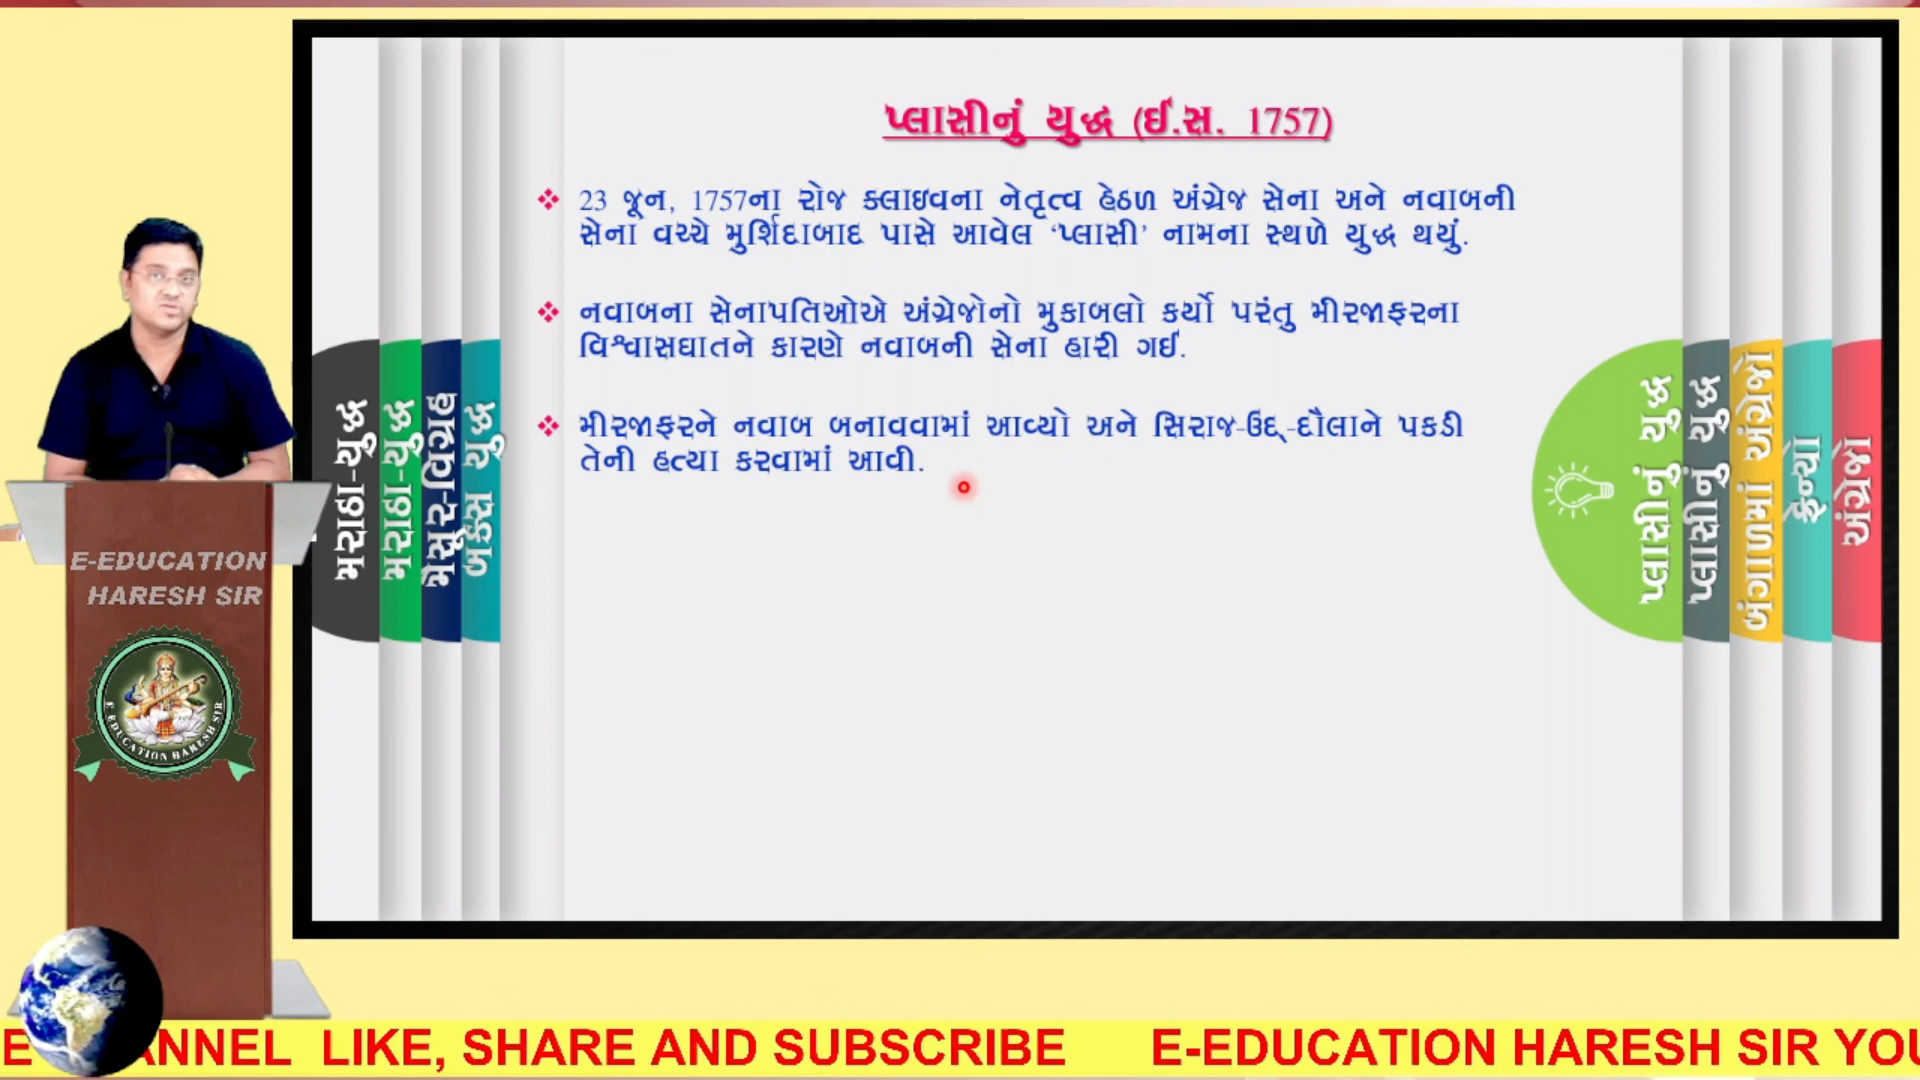 પ્લાસીનું યુદ્ધ (ઈ.સ. 1757)
❖ 23 જૂન, 1757ના રોજ ક્લાઇવના નેતૃત્વ હેઠળ અંગ્રેજ સેના અને નવાબની
સેના વચ્ચે મુર્શિદાબાદ પાસે આવેલ ‘પ્લાસી’ નામના સ્થળે યુદ્ધ થયું.
❖ નવાબના સેનાપતિઓએ અંગ્રેજોનો મુકાબલો કર્યો પરંતુ મીરજાફરના
વિશ્વાસઘાતને કારણે નવાબની સેના હારી ગઈ.
❖ મીરજાફરને નવાબ બનાવવામાં આવ્યો અને સિરાજ-ઉદ્-દૌલાને પકડી
તેની હત્યા કરવામાં આવી.
મરાઠા-યુદ્ધ
મરાઠા-યુદ્ધ
મૈસૂર-વિગ્રહ
બક્સર યુદ્ધ
પ્લાસીનું યુદ્ધ
પ્લાસીનું યુદ્ધ
બંગાળમાં અંગ્રેજો
ફ્રેન્ચો
અંગ્રેજો
E-EDUCATION
HARESH SIR
E EDUCATION HARESH SIR
LIKE, SHARE AND SUBSCRIBE E-EDUCATION HARESH SIR YOU